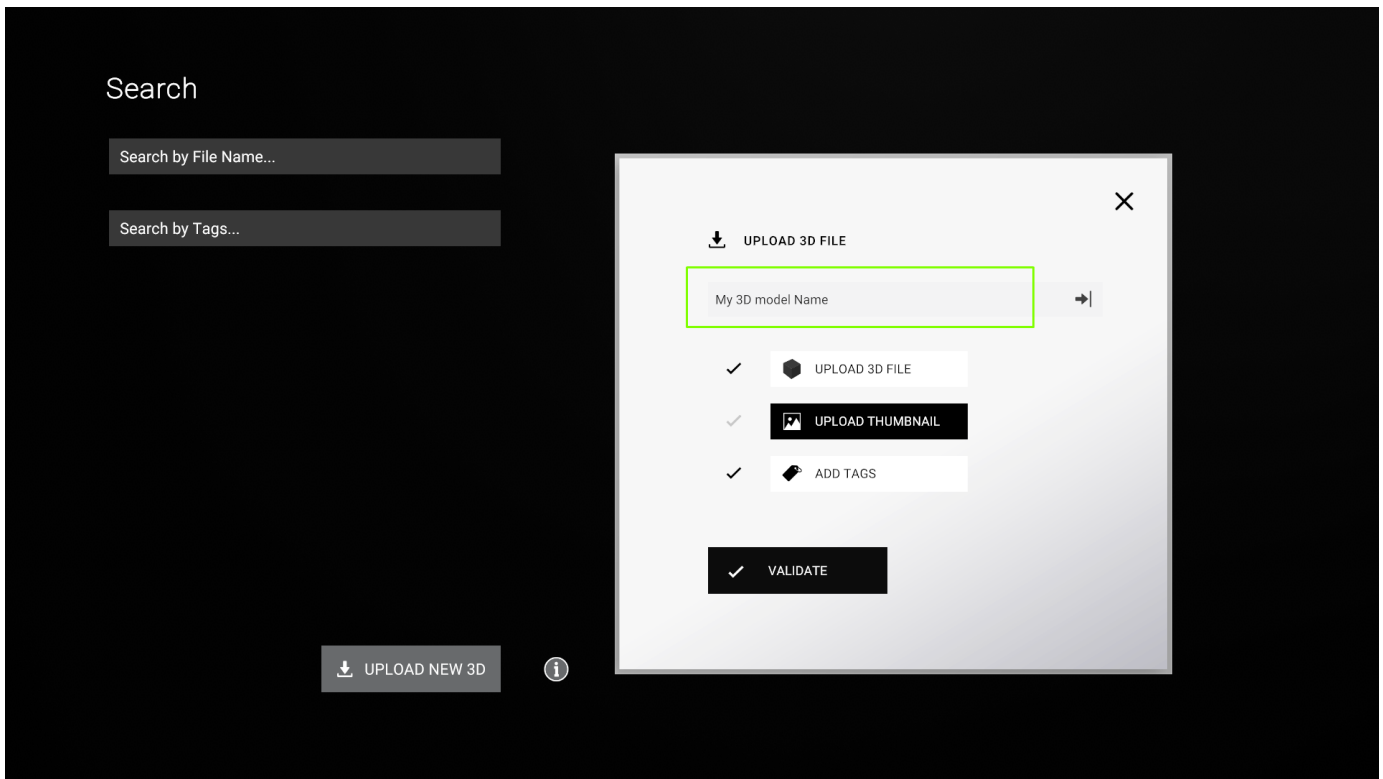 Search
Search by File Name...
Search by Tags...
UPLOAD 3D FILE
My 3D model Name
UPLOAD 3D FILE
UPLOAD THUMBNAIL
ADD TAGS
VALIDATE
UPLOAD NEW 3D